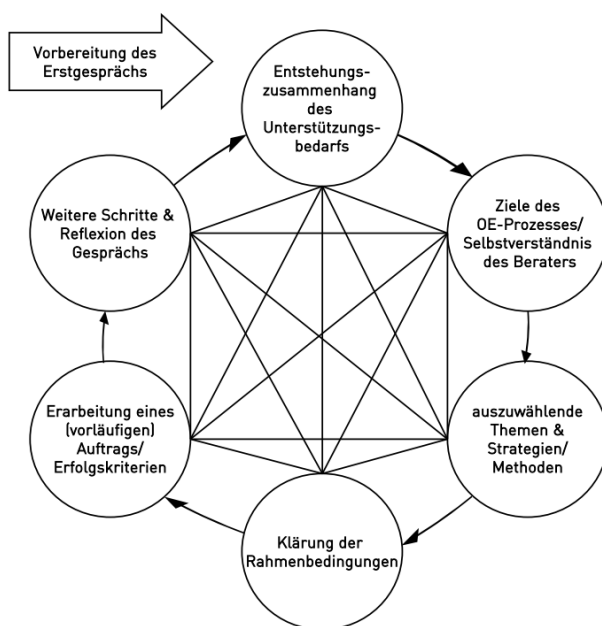 Vorbereitung des
Erstgesprächs
Entstehungs-
zusammenhang
des
Unterstützungs-
bedarfs
Ziele des
OE-Prozesses/
Selbstverständnis
des Beraters
auszuwählende
Themen &
Strategien/
Methoden
Klärung der
Rahmenbedingungen
Erarbeitung eines
(vorläufigen)
Auftrags/
Erfolgskriterien
Weitere Schritte &
Reflexion des
Gesprächs